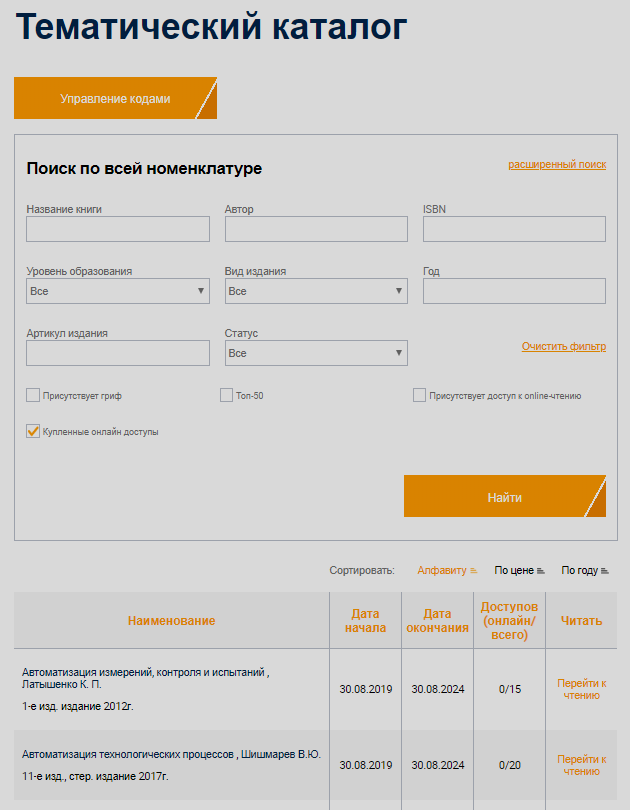 Тематический каталог
Управление кодами
Поиск по всей номенклатуре
расширенный поиск
Название книги
Автор
ISBN
Уровень образования
Вид издания
Год
Все
Все
Артикул издания
Статус
Все
Очистить фильтр
Присутствует гриф
Топ-50
Присутствует доступ к online-чтению
Купленные онлайн доступы
Найти
Сортировать:
Алфавиту
По цене
По году
Наименование
Дата
начала
Дата
окончания
Доступов
(онлайн/
всего)
Читать
Автоматизация измерений, контроля и испытаний ,
Латышенко К. П.
1-е изд. издание 2012г.
30.08.2019
30.08.2024
0/15
Перейти к
чтению
Автоматизация технологических процессов , Шишмарев В.Ю.
11-е изд., стер. издание 2017г.
30.08.2019
30.08.2024
0/20
Перейти к
чтению